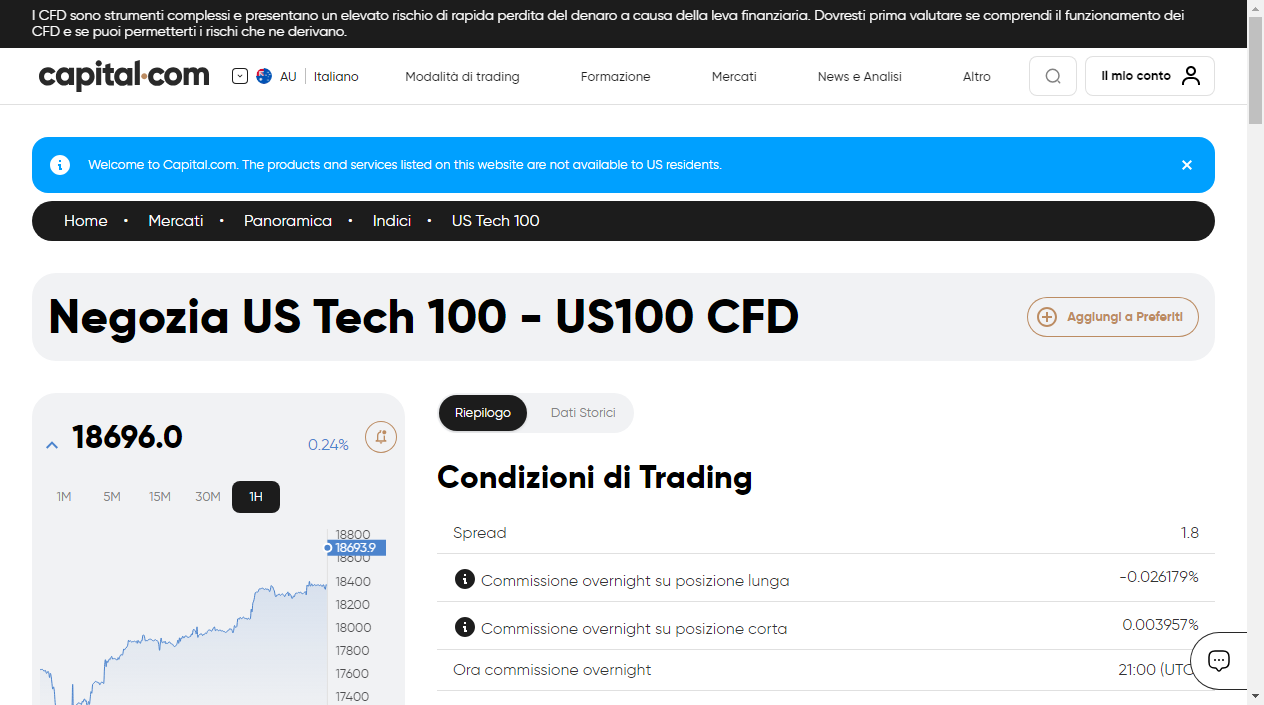 I CFD sono strumenti complessi e presentano un elevato rischio di rapida perdita del denaro a causa della leva finanziaria. Dovresti prima valutare se comprendi il funzionamento dei
CFD e se puoi permetterti i rischi che ne derivano.
capital.com AU Italiano Modalità di trading Formazione Mercati News e Analisi Altro Il mio conto
Welcome to Capital.com. The products and services listed on this website are not available to US residents.
Home • Mercati • Panoramica • Indici • US Tech 100
Negozia US Tech 100 - US100 CFD
Aggiungi a Preferiti
18696.0
0.24%
1M 5M 15M 30M 1H
18800
18693.9
18600
18400
18200
18000
17800
17600
17400
Riepilogo Dati Storici
Condizioni di Trading
Spread 1.8
Commissione overnight su posizione lunga -0.026179%
Commissione overnight su posizione corta 0.003957%
Ora commissione overnight 21:00 (UTC